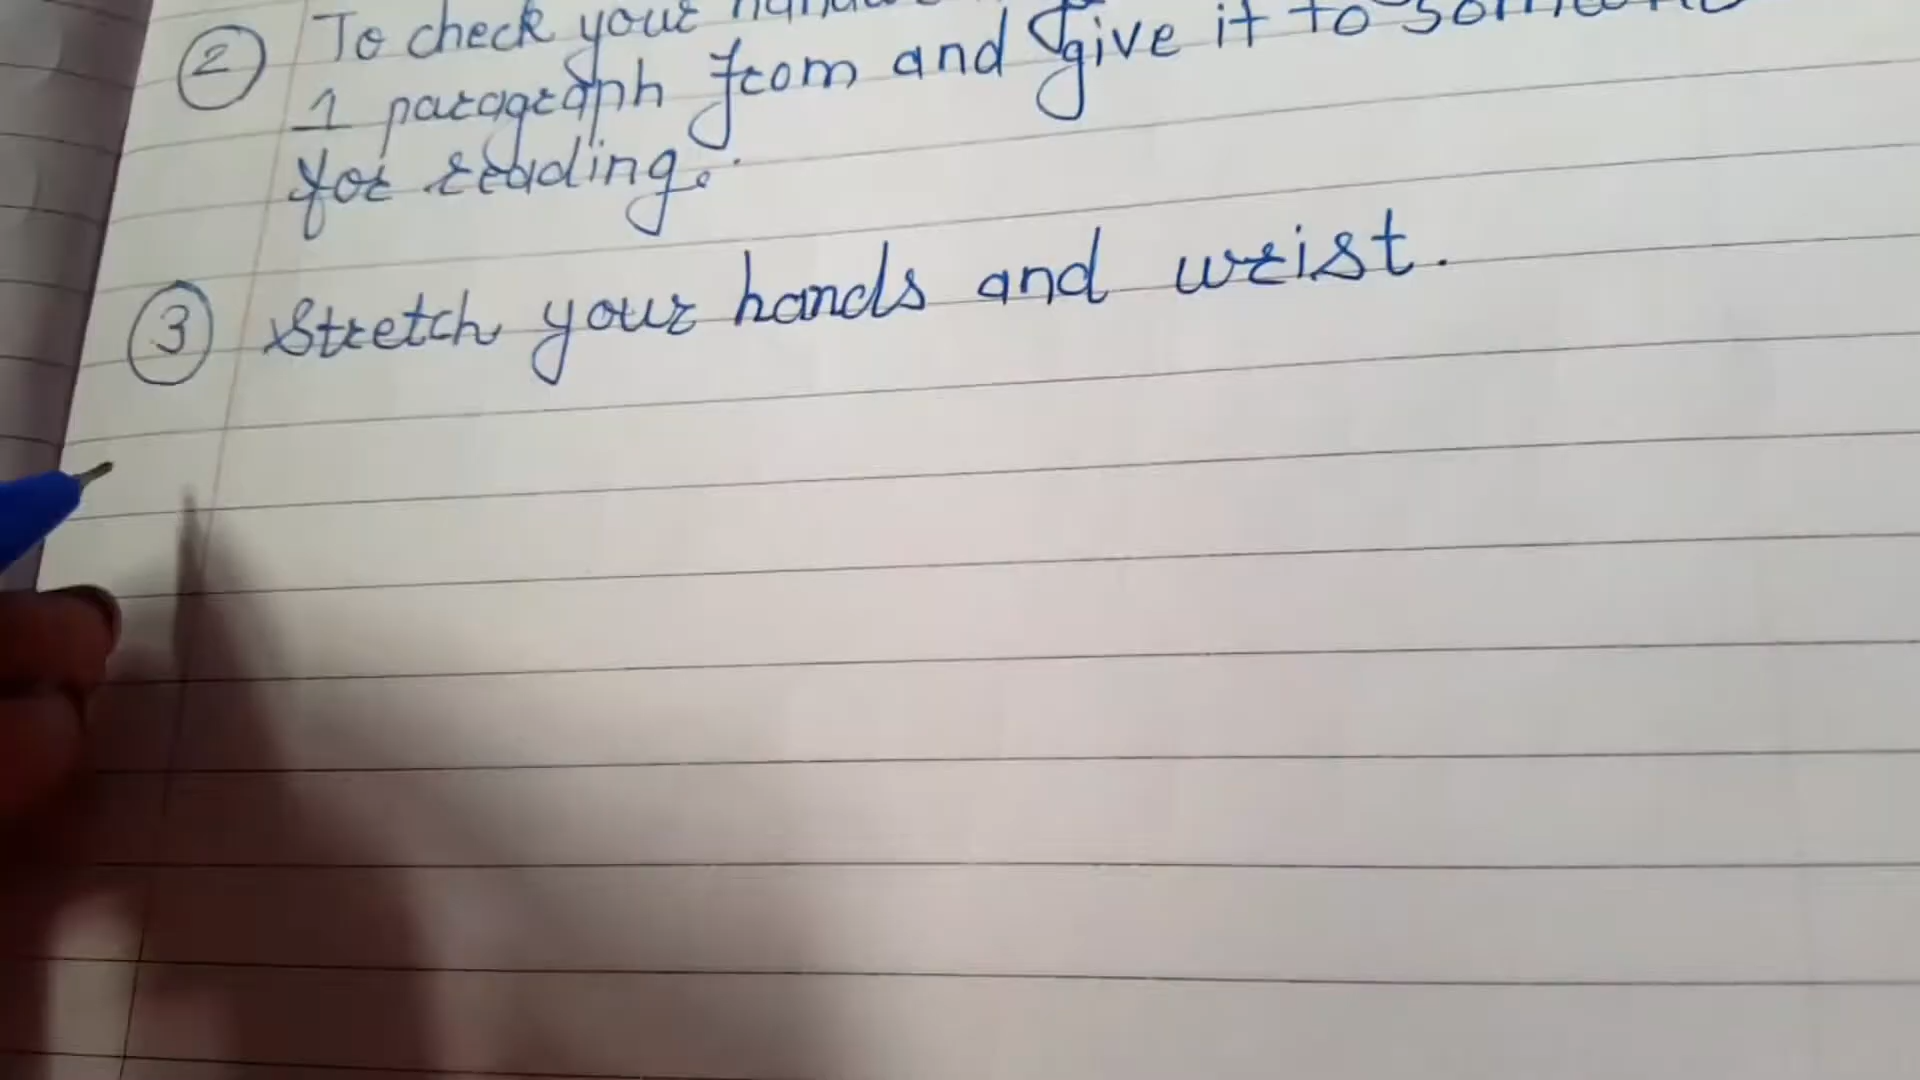 ② To check your
1 paragraph from and give it to
for reading.
③ Stretch your hands and wrist.